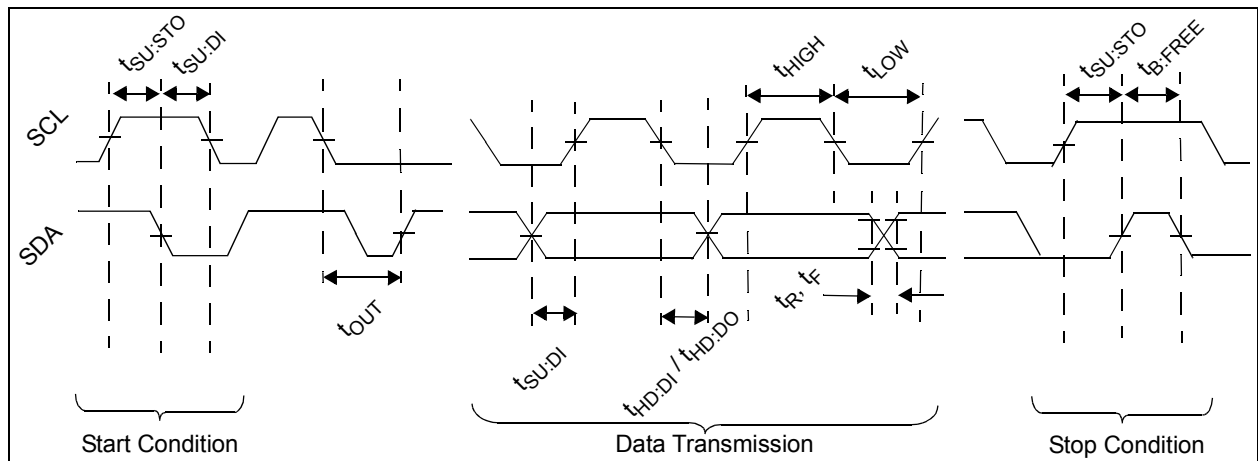 tSU:STO
tSU:DI
tHIGH
tLOW
tSU:STO
tB:FREE
SCL
SDA
tOUT
tSU:DI
tHD:DI / tHD:DO
tR, tF
Start Condition
Data Transmission
Stop Condition